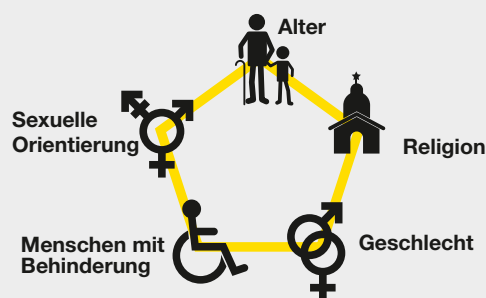 Alter
Sexuelle
Orientierung
Religion
Menschen mit
Behinderung
Geschlecht